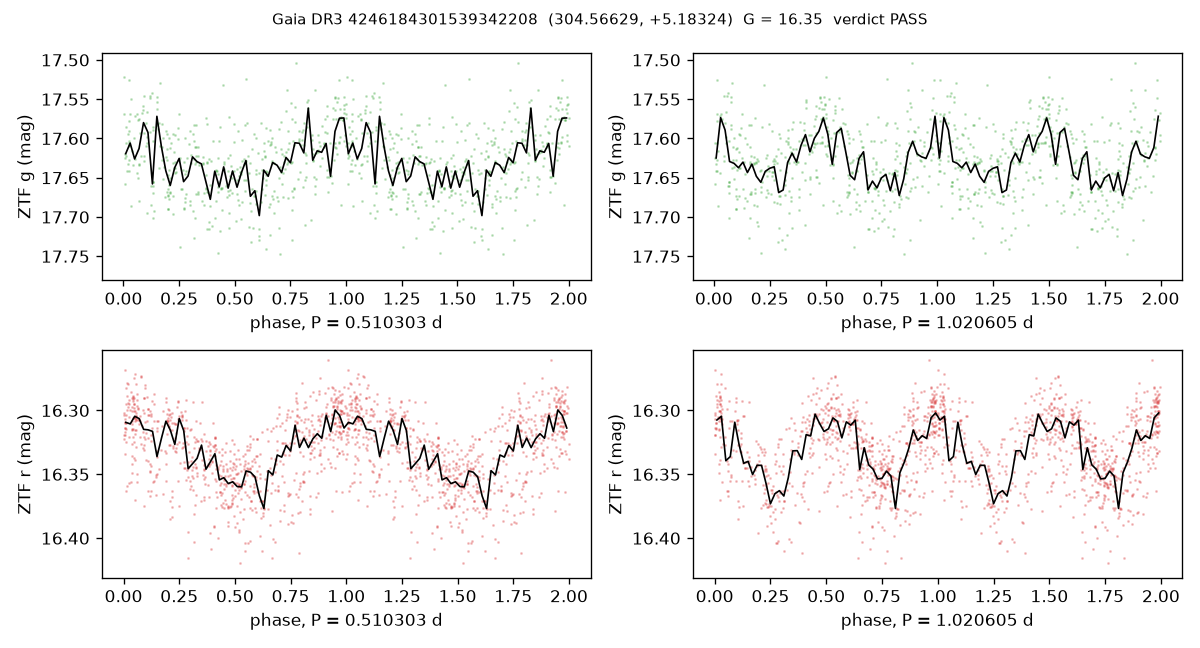 Gaia DR3 4246184301539342208  (304.56629, +5.18324)  G = 16.35  verdict PASS
17.50
17.55
17.60
17.65
17.70
17.75
ZTF g (mag)
0.00 0.25 0.50 0.75 1.00 1.25 1.50 1.75 2.00
phase, P = 0.510303 d
17.50
17.55
17.60
17.65
17.70
17.75
ZTF g (mag)
0.00 0.25 0.50 0.75 1.00 1.25 1.50 1.75 2.00
phase, P = 1.020605 d
16.30
16.35
16.40
ZTF r (mag)
0.00 0.25 0.50 0.75 1.00 1.25 1.50 1.75 2.00
phase, P = 0.510303 d
16.30
16.35
16.40
ZTF r (mag)
0.00 0.25 0.50 0.75 1.00 1.25 1.50 1.75 2.00
phase, P = 1.020605 d